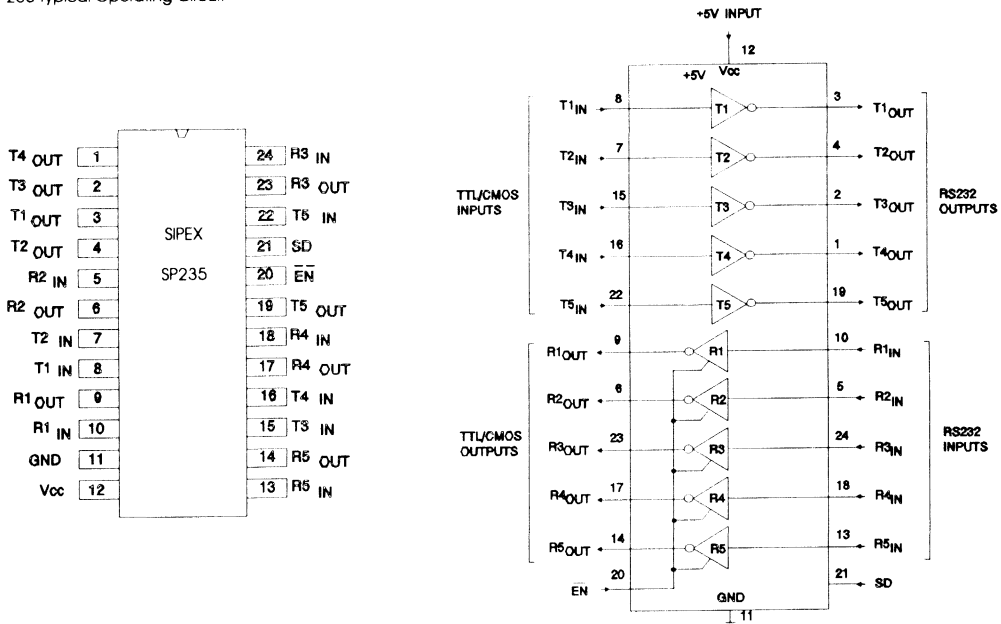 Typical Operating Circuit
T4 OUT 1
T3 OUT 2
T1 OUT 3
T2 OUT 4
R2 IN 5
R2 OUT 6
T2 IN 7
T1 IN 8
R1 OUT 9
R1 IN 10
GND 11
Vcc 12
SIPEX
SP235
24 R3 IN
23 R3 OUT
22 T5 IN
21 SD
20 EN
19 T5 OUT
18 R4 IN
17 R4 OUT
16 T4 IN
15 T3 IN
14 R5 OUT
13 R5 IN
+5V INPUT
12
+5V Vcc
TTL/CMOS
INPUTS
T1IN 8 T1 3 T1OUT
T2IN 7 T2 4 T2OUT
T3IN 15 T3 2 T3OUT
T4IN 16 T4 1 T4OUT
T5IN 22 T5 19 T5OUT
RS232
OUTPUTS
TTL/CMOS
OUTPUTS
R1OUT 9 R1 10 R1IN
R2OUT 6 R2 5 R2IN
R3OUT 23 R3 24 R3IN
R4OUT 17 R4 18 R4IN
R5OUT 14 R5 13 R5IN
RS232
INPUTS
EN 20
21 SD
GND
11